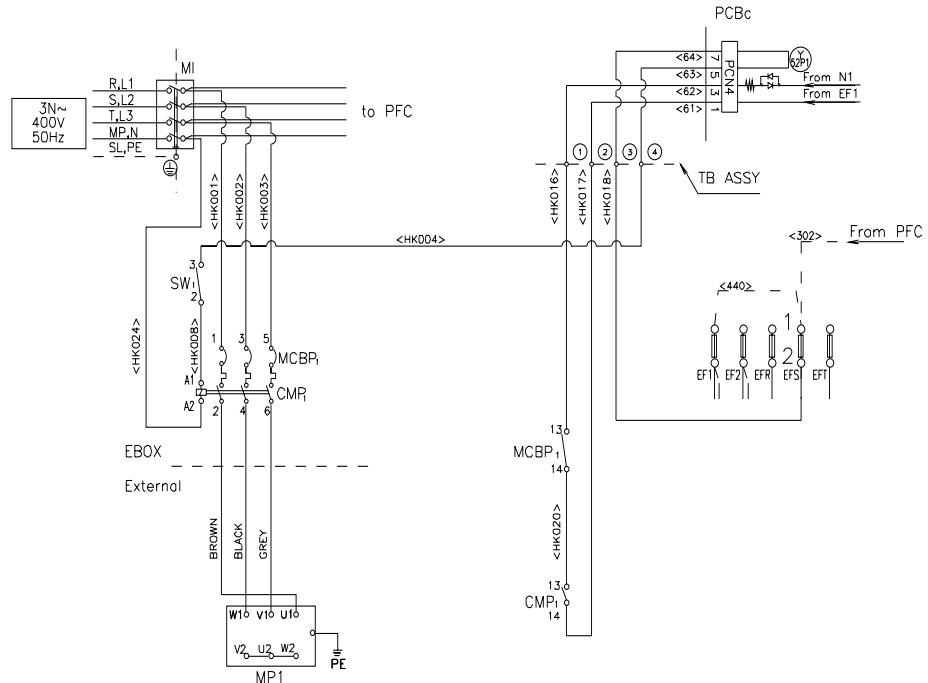 PCBc
MI
R,L1
S,L2
T,L3
MP,N
SL,PE
3N~
400V
50Hz
to PFC
<64>
<63>
<62>
<61>
7
5
3
1
PCN4
Y
52P1
From N1
From EF1
1
2
3
4
TB ASSY
<HK001>
<HK002>
<HK003>
<HK016>
<HK017>
<HK018>
<HK004>
<302>
From PFC
<440>
3
SW1
2
<HK024>
<HK008>
1
3
5
MCBP1
A1
A2
CMP1
2
4
6
1
2
EF1
EF2
EFR
EFS
EFT
EBOX
External
13
MCBP1
14
<HK020>
BROWN
BLACK
GREY
13
CMP1
14
W1
V1
U1
V2
U2
W2
PE
MP1